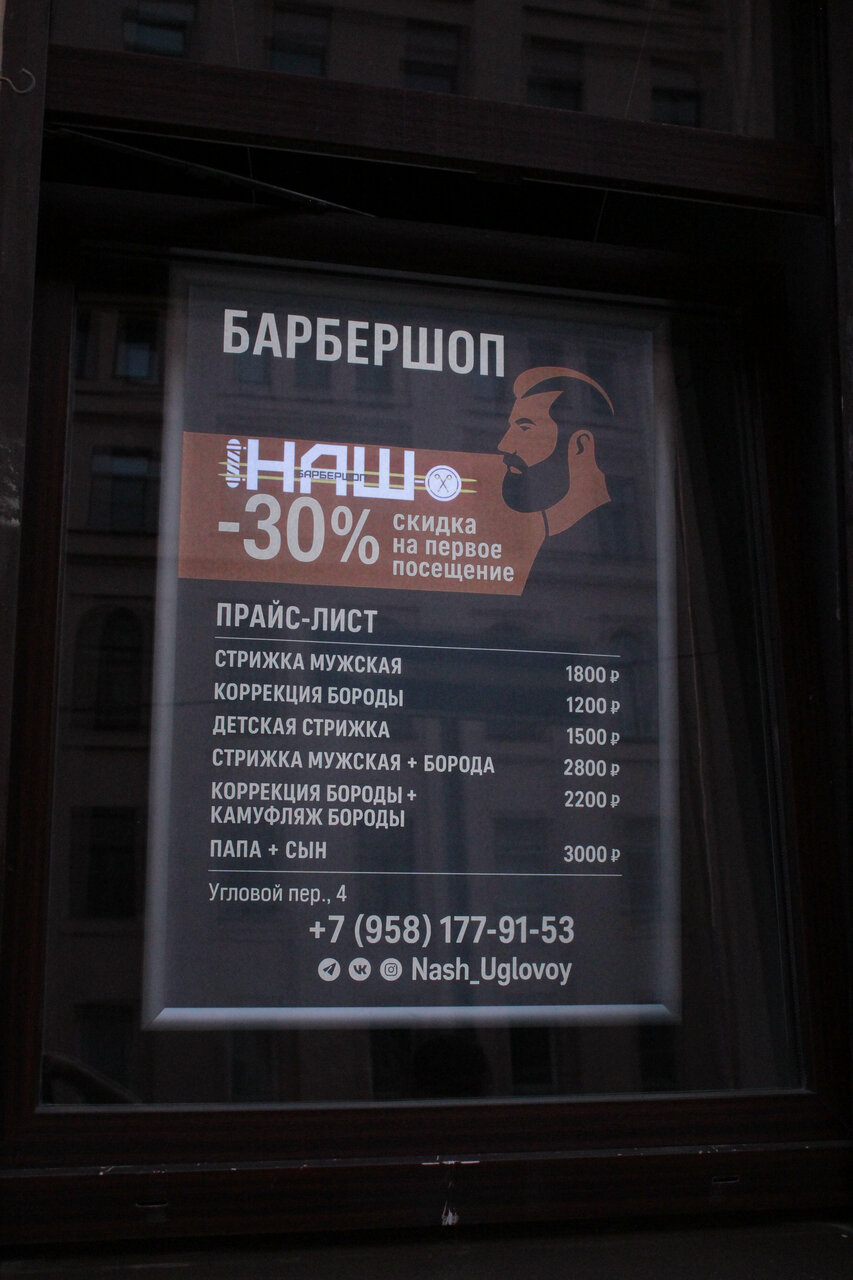 БАРБЕРШОП
НАШ
БАРБЕРШОП
-30% скидка
на первое
посещение
ПРАЙС-ЛИСТ
СТРИЖКА МУЖСКАЯ 1800 ₽
КОРРЕКЦИЯ БОРОДЫ 1200 ₽
ДЕТСКАЯ СТРИЖКА 1500 ₽
СТРИЖКА МУЖСКАЯ + БОРОДА 2800 ₽
КОРРЕКЦИЯ БОРОДЫ + 2200 ₽
КАМУФЛЯЖ БОРОДЫ
ПАПА + СЫН 3000 ₽
Угловой пер., 4
+7 (958) 177-91-53
Nash_Uglovoy